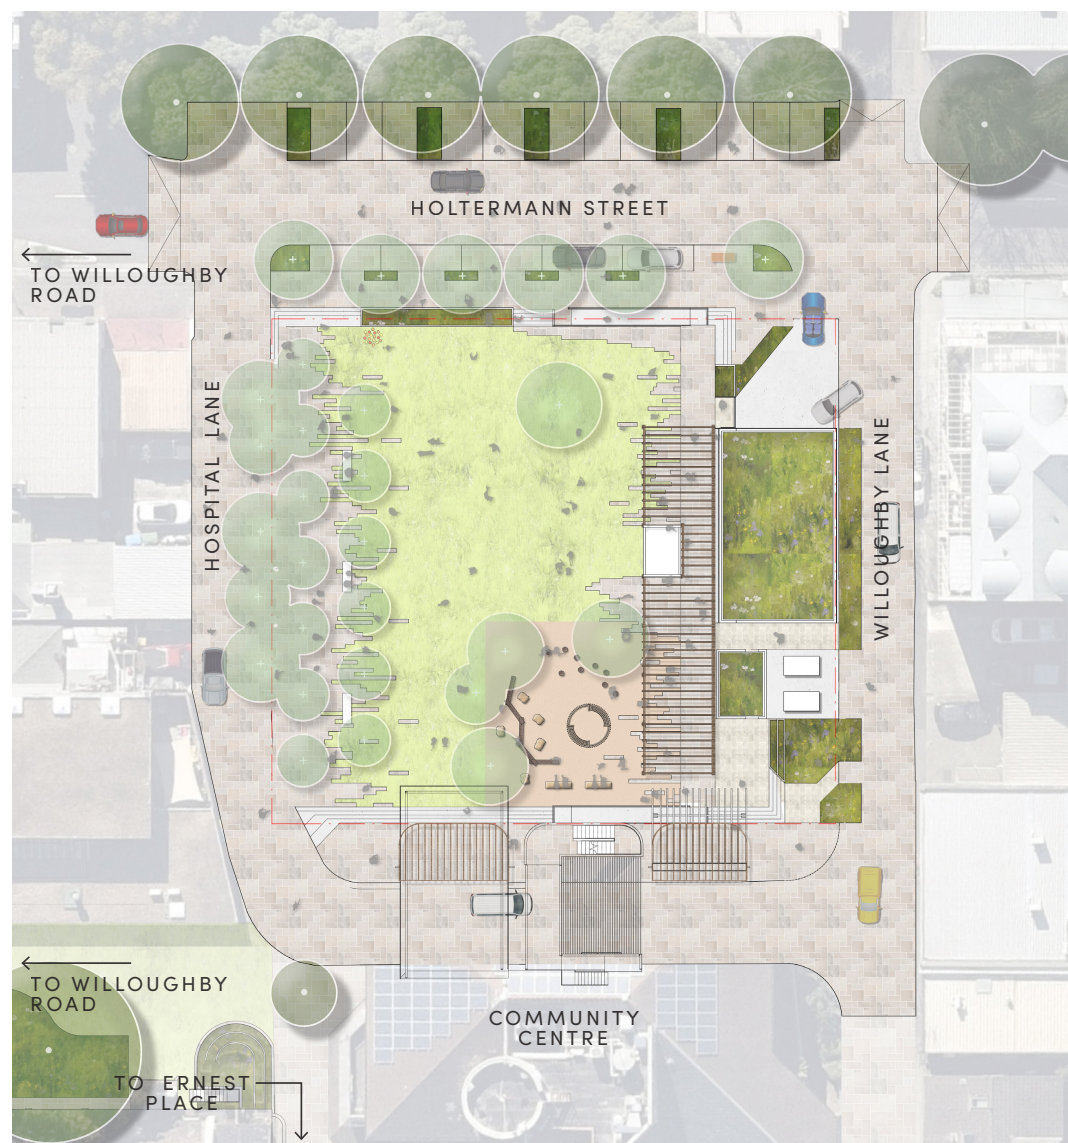 HOLTERMANN STREET
TO WILLOUGHBY
ROAD
HOSPITAL LANE
WILLOUGHBY LANE
TO WILLOUGHBY
ROAD
COMMUNITY
CENTRE
TO ERNEST
PLACE